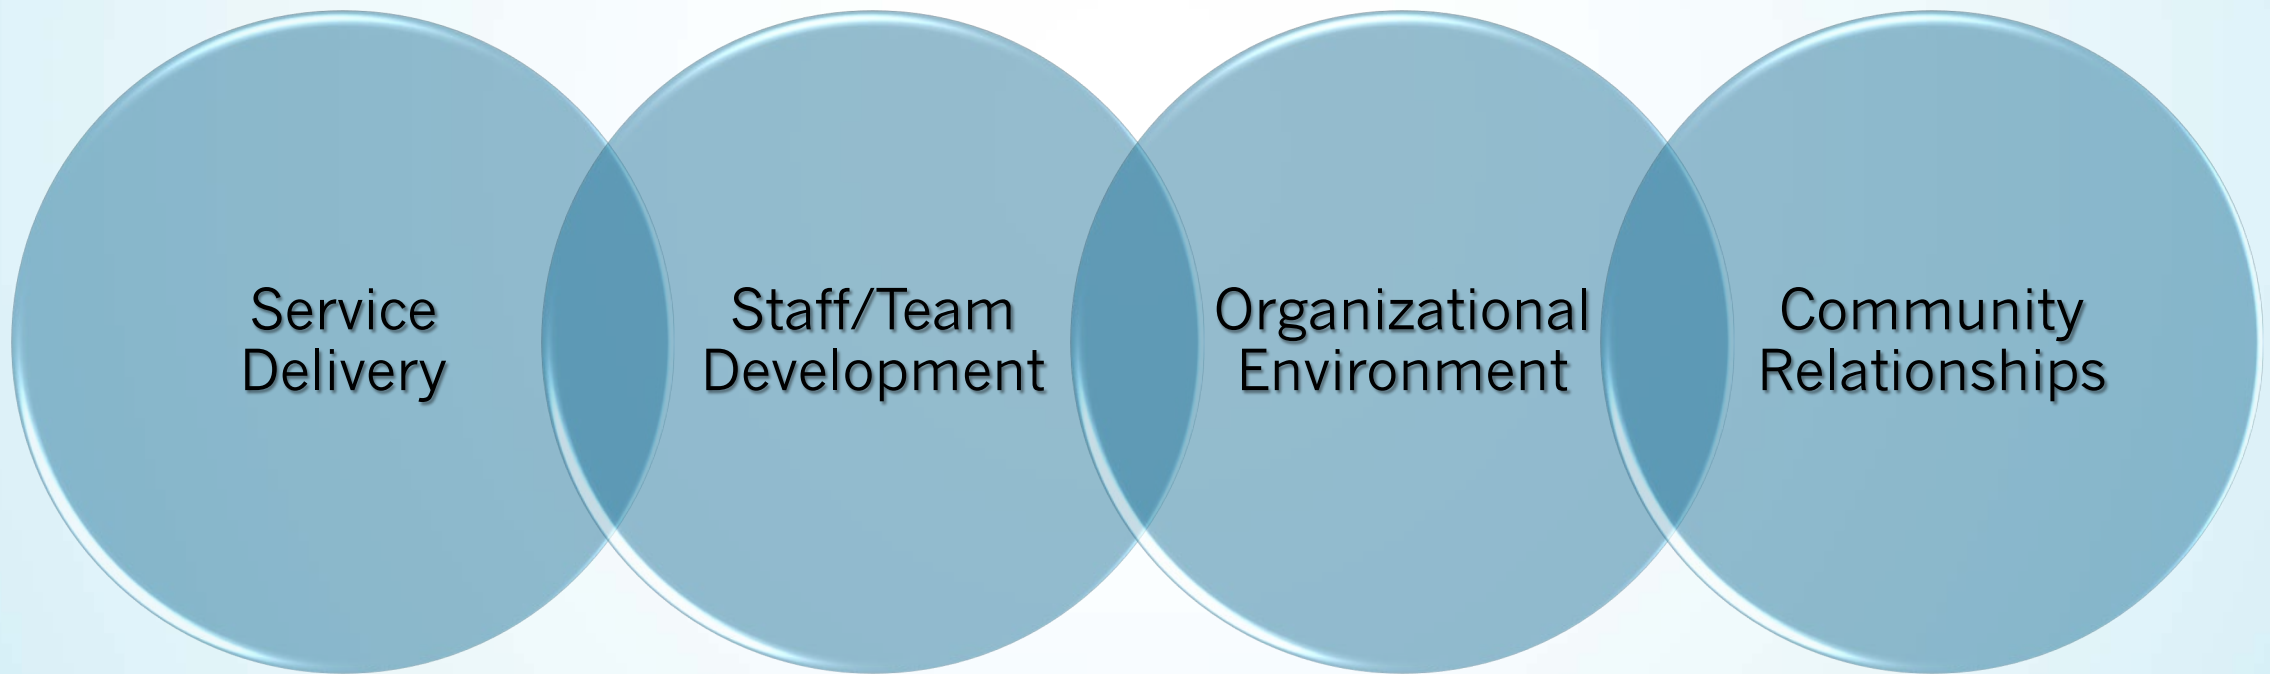 Service
Delivery
Staff/Team
Development
Organizational
Environment
Community
Relationships